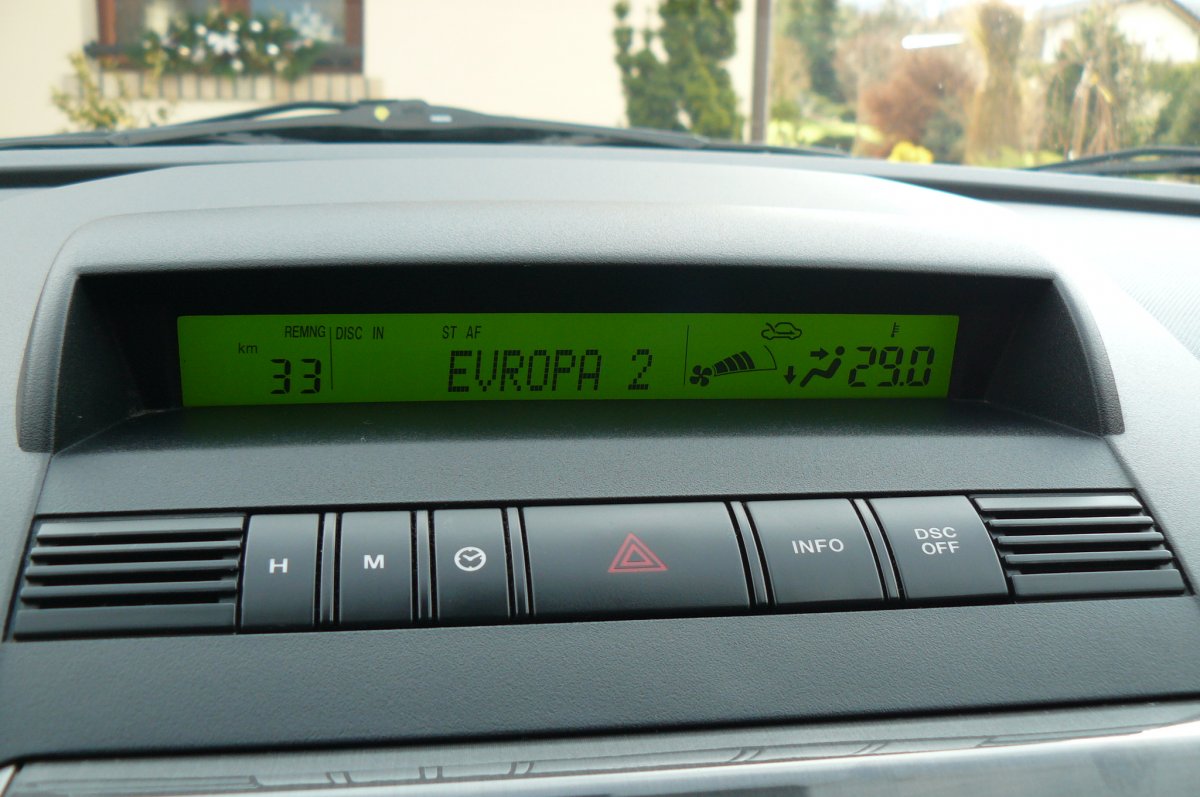 REMNG DISC IN ST AF
km 33 EVROPA 2 29.0
H M INFO DSC
OFF